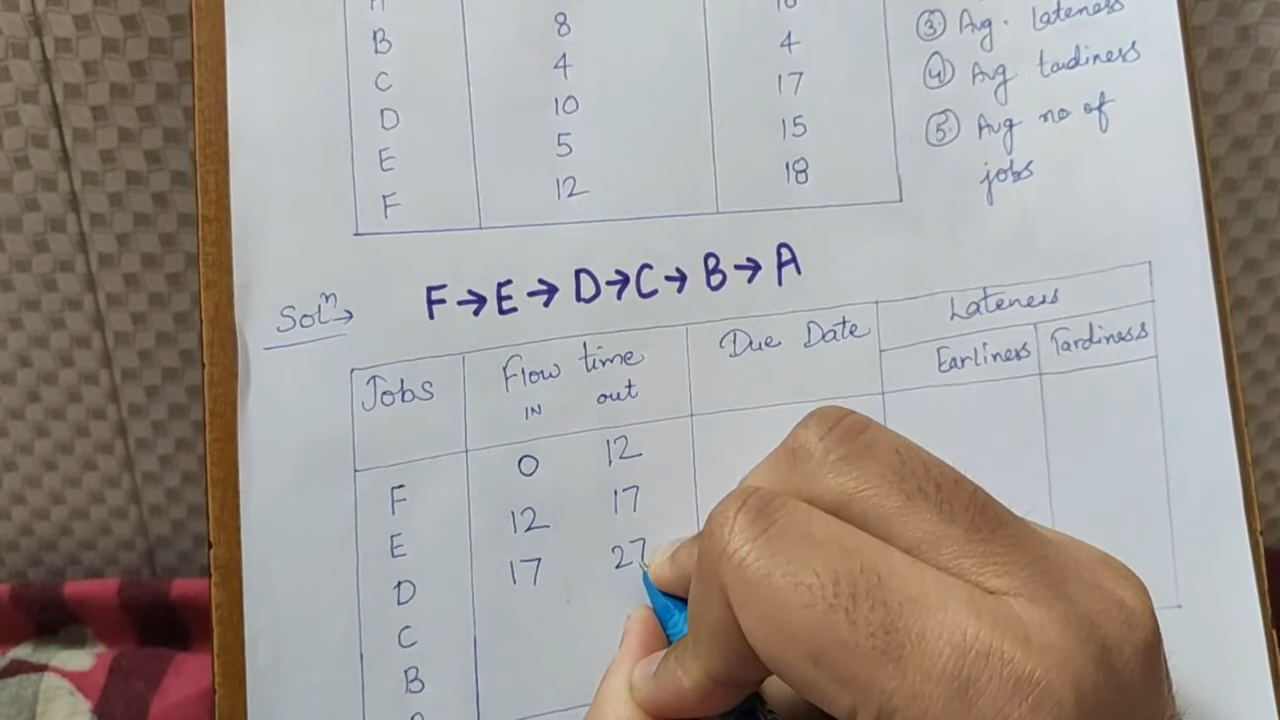 ③ Avg. lateness
B 8 4
④ Avg tardiness
C 4 17
D 10 15
⑤ Avg no of
jobs
E 5 18
F 12
Solⁿ→ F→E→D→C→B→A
Jobs Flow time Due Date Lateness
IN out Earliness Tardiness
F 0 12
E 12 17
D 17 27
C
B